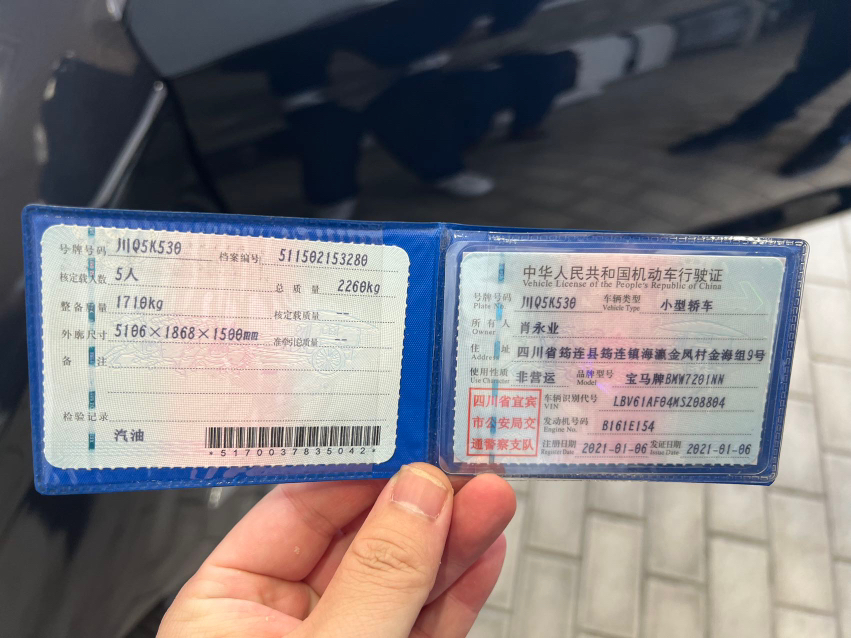 号牌号码 川Q5K530 档案编号 511502153280
核定载人数 5人 总质量 2260kg
整备质量 1710kg 核定载质量 --
外廓尺寸 5106×1868×1500mm 准牵引总质量 --
备注
检验记录
汽油
*5170037835042*
中华人民共和国机动车行驶证
Vehicle License of the People's Republic of China
号牌号码 川Q5K530 车辆类型 小型轿车
Plate No. Vehicle Type
所有人 肖永业
Owner
住址 四川省筠连县筠连镇海瀛金凤村金海组9号
Address
使用性质 非营运 品牌型号 宝马牌BMW7201NN
Use Character Model
四川省宜宾
市公安局交
通警察支队
车辆识别代号 LBV61AF04MSZ08804
VIN
发动机号码 B161E154
Engine No.
注册日期 2021-01-06 发证日期 2021-01-06
Register Date Issue Date